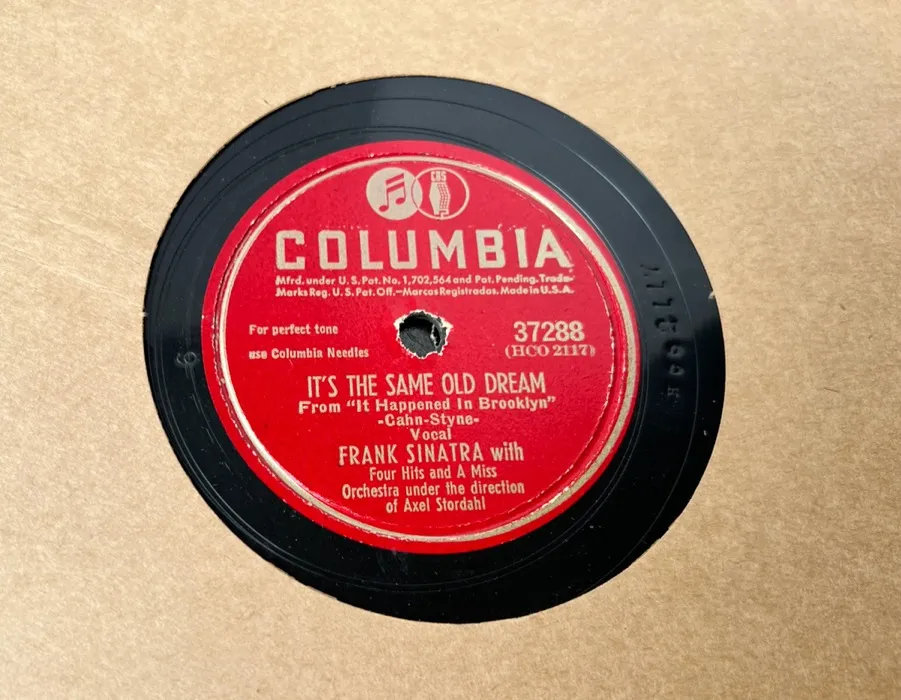 CBS
COLUMBIA
Mfrd. under U.S. Pat. No. 1,702,564 and Pat. Pending. Trade-
Marks Reg. U.S. Pat. Off.—Marcas Registradas. Made in U.S.A.
For perfect tone
use Columbia Needles
37288
(HCO 2117)
IT'S THE SAME OLD DREAM
From "It Happened In Brooklyn"
-Cahn-Styne-
Vocal
FRANK SINATRA with
Four Hits and A Miss
Orchestra under the direction
of Axel Stordahl